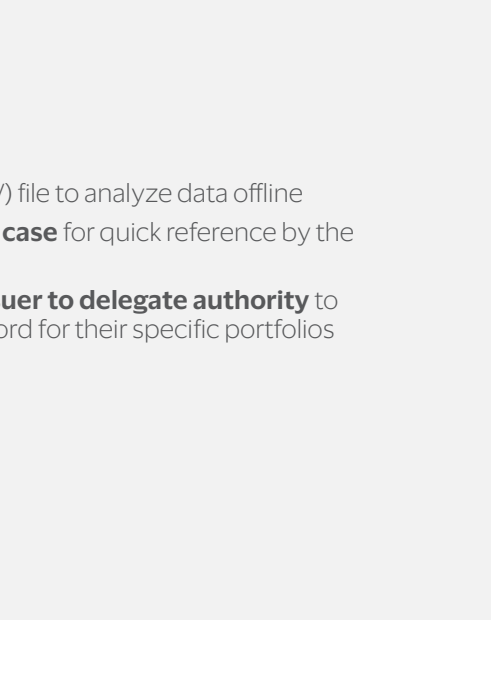 ) file to analyze data offline
case for quick reference by the
uer to delegate authority to
ord for their specific portfolios